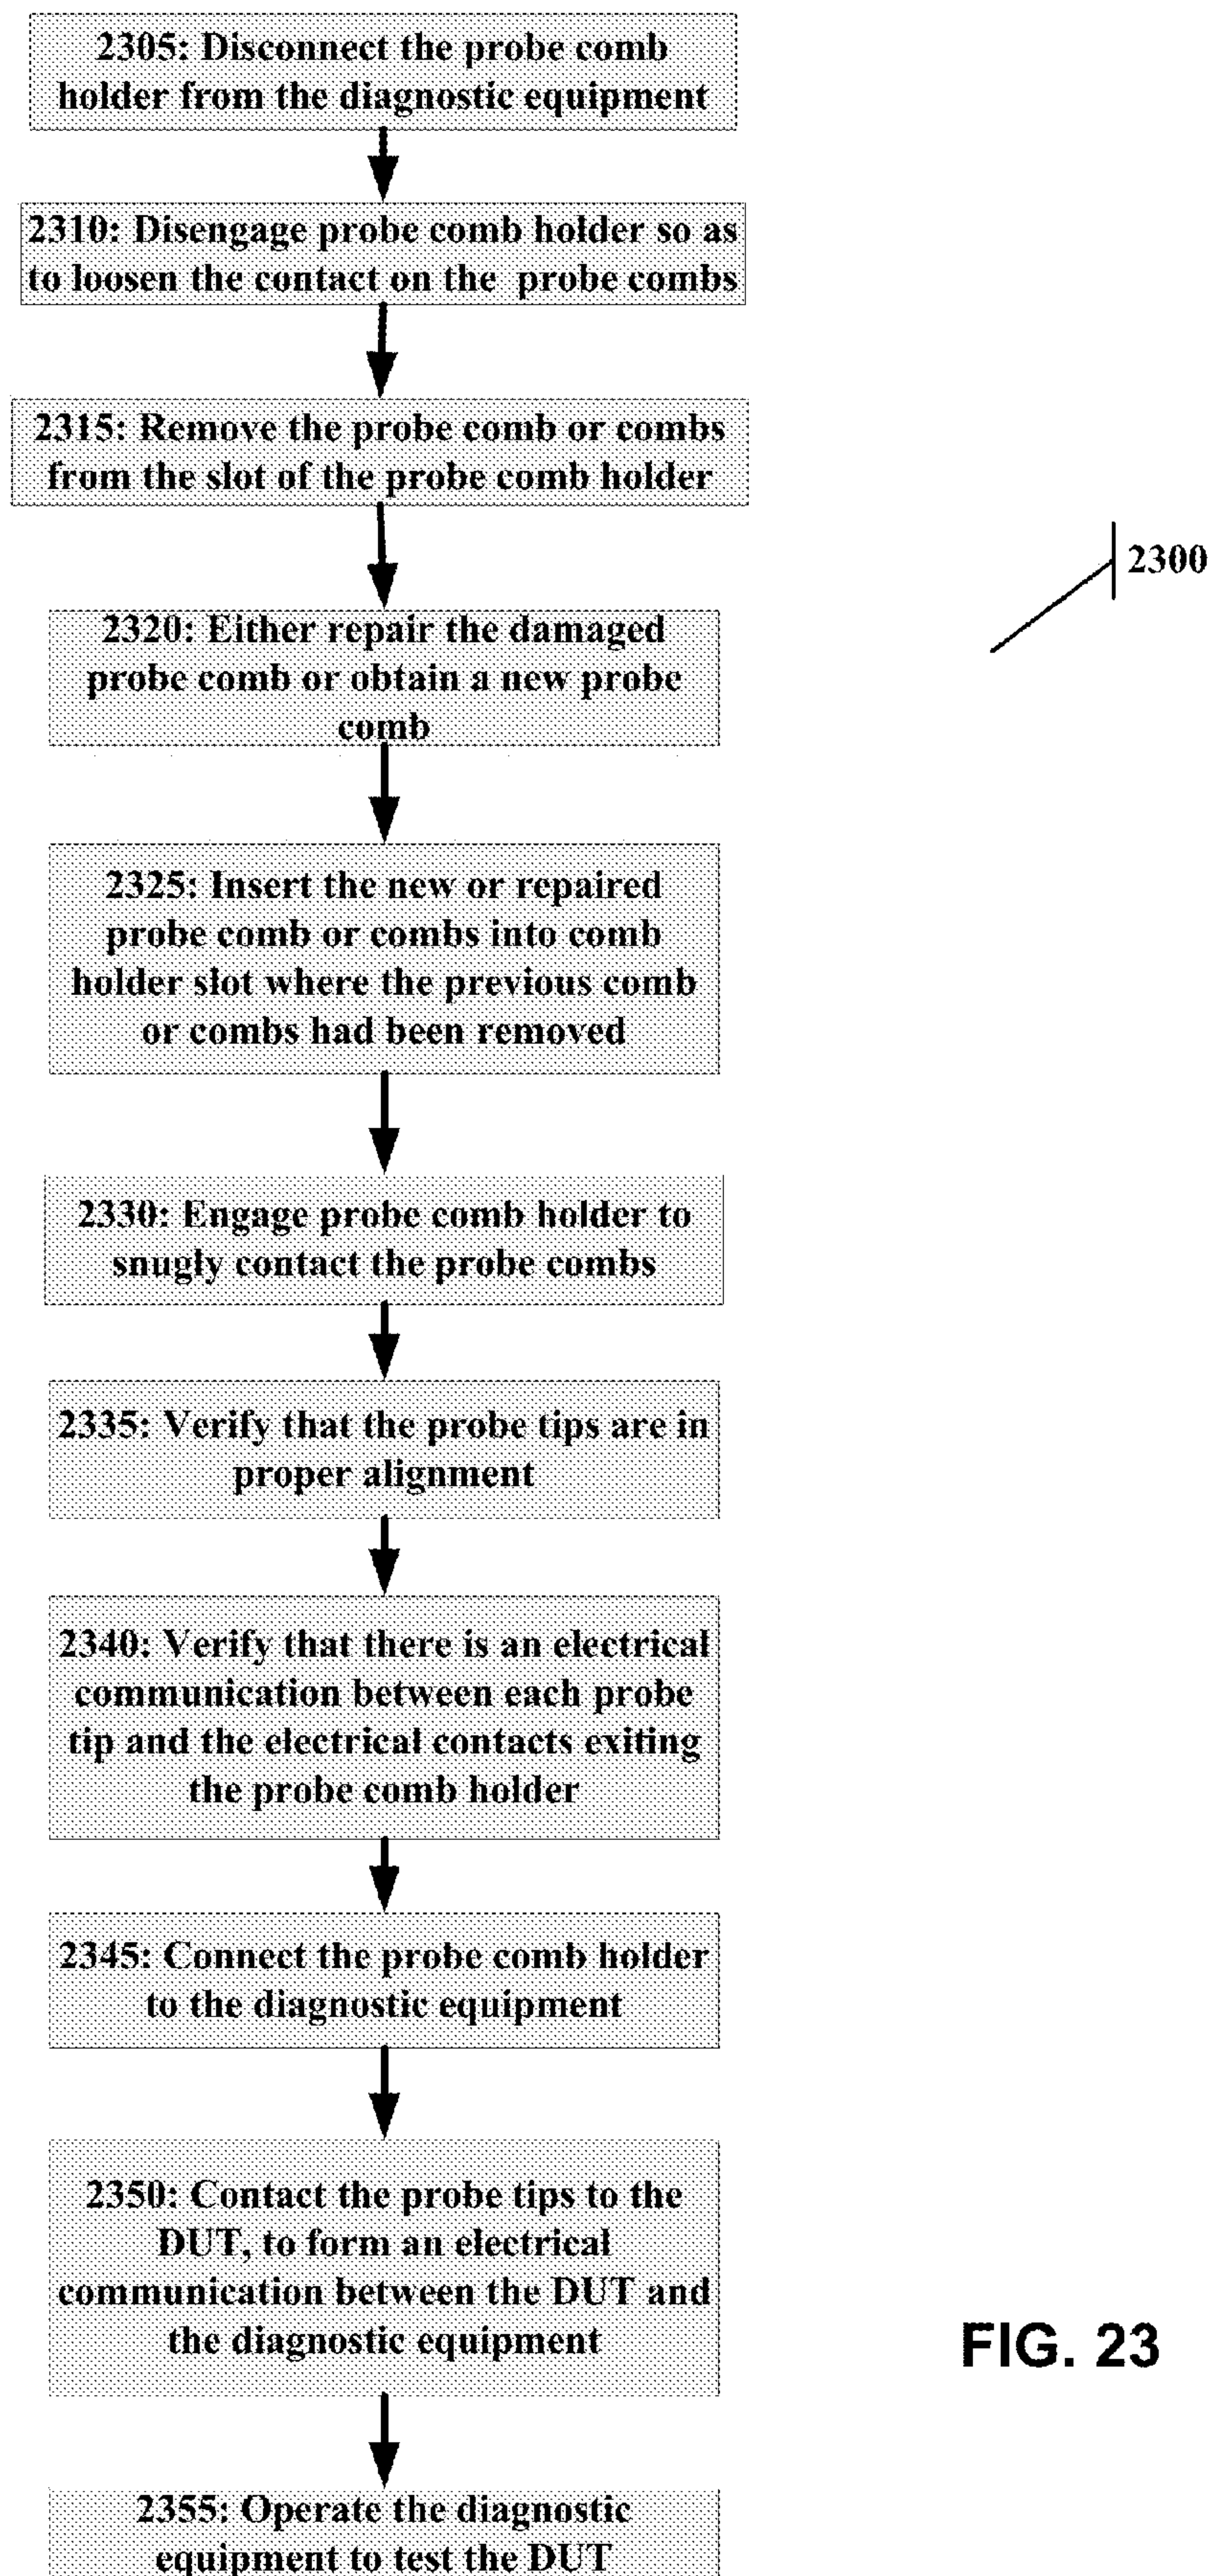 2305: Disconnect the probe comb
holder from the diagnostic equipment
2310: Disengage probe comb holder so as
to loosen the contact on the probe combs
2315: Remove the probe comb or combs
from the slot of the probe comb holder
2300
2320: Either repair the damaged
probe comb or obtain a new probe
comb
2325: Insert the new or repaired
probe comb or combs into comb
holder slot where the previous comb
or combs had been removed
2330: Engage probe comb holder to
snugly contact the probe combs
2335: Verify that the probe tips are in
proper alignment
2340: Verify that there is an electrical
communication between each probe
tip and the electrical contacts exiting
the probe comb holder
2345: Connect the probe comb holder
to the diagnostic equipment
2350: Contact the probe tips to the
DUT, to form an electrical
communication between the DUT and
the diagnostic equipment
FIG. 23
2355: Operate the diagnostic
equipment to test the DUT